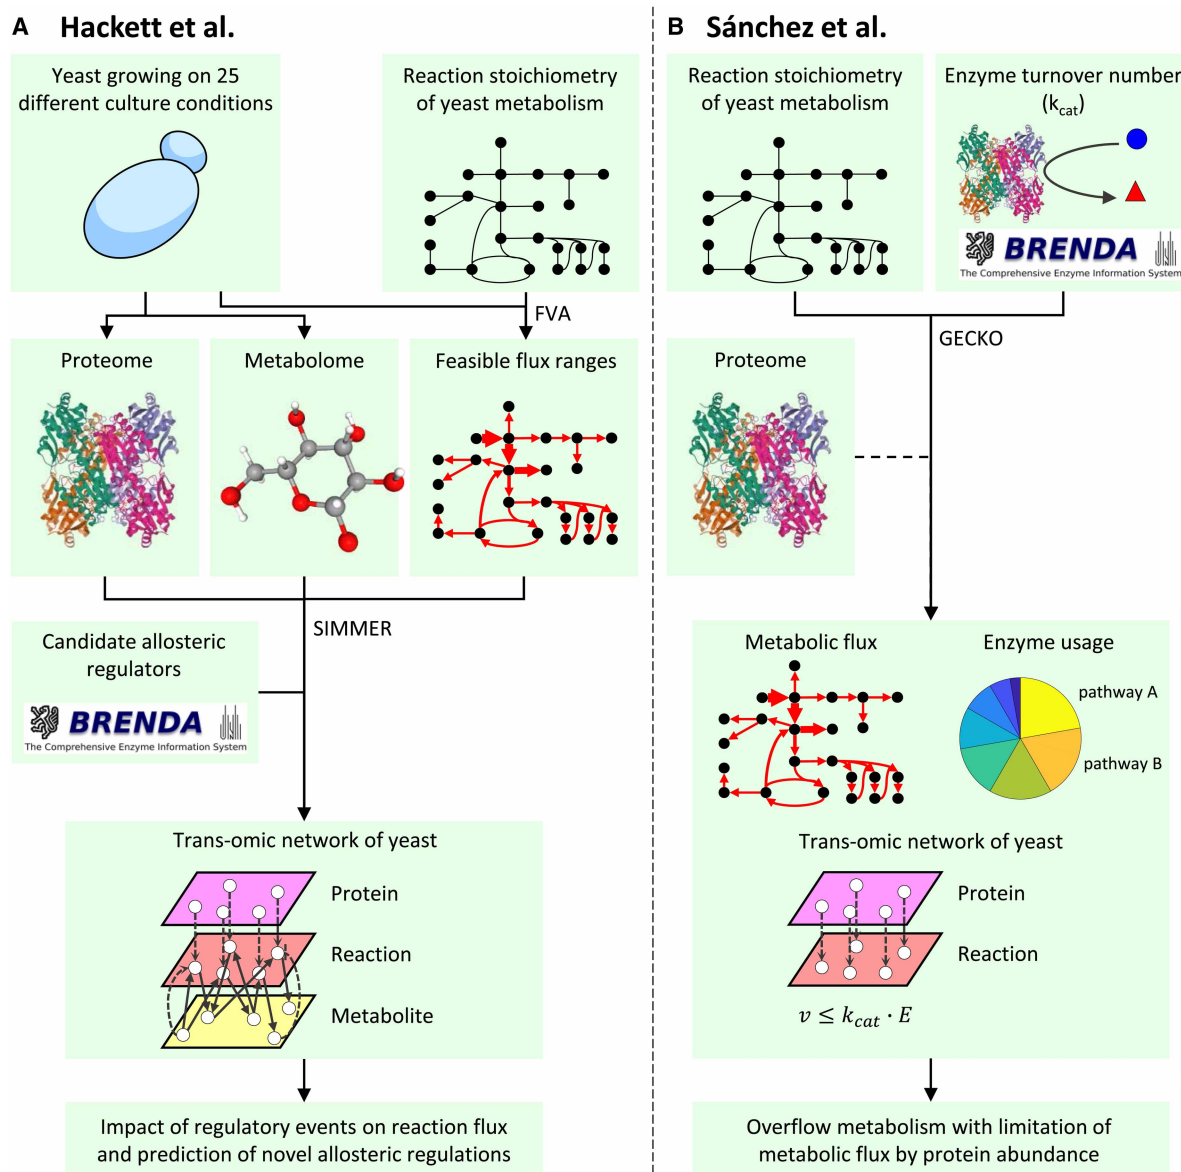 A Hackett et al.
Yeast growing on 25
different culture conditions
Reaction stoichiometry
of yeast metabolism
FVA
Proteome
Metabolome
Feasible flux ranges
SIMMER
Candidate allosteric
regulators
BRENDA
The Comprehensive Enzyme Information System
Trans-omic network of yeast
Protein
Reaction
Metabolite
Impact of regulatory events on reaction flux
and prediction of novel allosteric regulations
B Sánchez et al.
Reaction stoichiometry
of yeast metabolism
Enzyme turnover number
(kcat)
BRENDA
The Comprehensive Enzyme Information System
GECKO
Proteome
Metabolic flux
Enzyme usage
pathway A
pathway B
Trans-omic network of yeast
Protein
Reaction
v ≤ kcat · E
Overflow metabolism with limitation of
metabolic flux by protein abundance